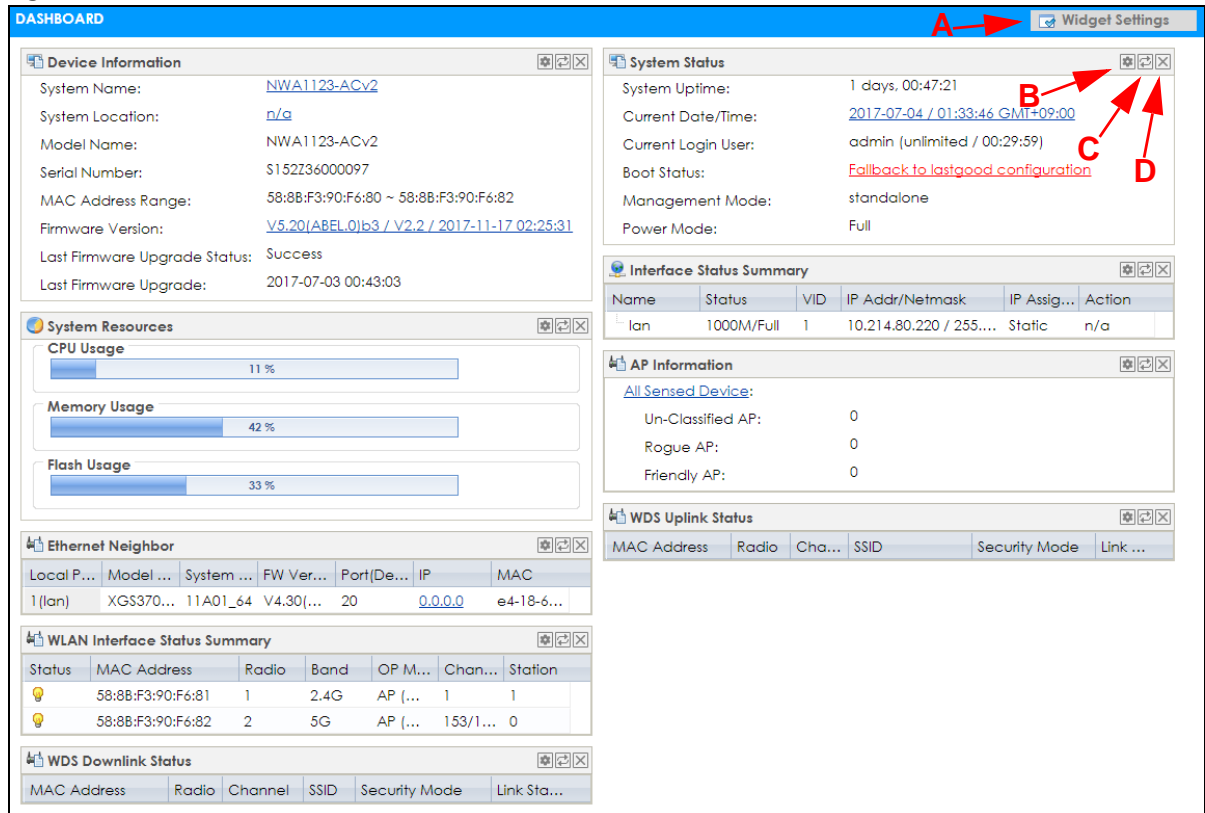 DASHBOARD
A
Widget Settings
Device Information
System Name: NWA1123-ACv2
System Location: n/a
Model Name: NWA1123-ACv2
Serial Number: S152Z36000097
MAC Address Range: 58:8B:F3:90:F6:80 ~ 58:8B:F3:90:F6:82
Firmware Version: V5.20(ABEL.0)b3 / V2.2 / 2017-11-17 02:25:31
Last Firmware Upgrade Status: Success
Last Firmware Upgrade: 2017-07-03 00:43:03
System Resources
CPU Usage
11 %
Memory Usage
42 %
Flash Usage
33 %
Ethernet Neighbor
Local P... Model ... System ... FW Ver... Port(De... IP MAC
1(lan) XGS370... 11A01_64 V4.30(... 20 0.0.0.0 e4-18-6...
WLAN Interface Status Summary
Status MAC Address Radio Band OP M... Chan... Station
58:8B:F3:90:F6:81 1 2.4G AP (... 1 1
58:8B:F3:90:F6:82 2 5G AP (... 153/1... 0
WDS Downlink Status
MAC Address Radio Channel SSID Security Mode Link Sta...
System Status
B
C
D
System Uptime: 1 days, 00:47:21
Current Date/Time: 2017-07-04 / 01:33:46 GMT+09:00
Current Login User: admin (unlimited / 00:29:59)
Boot Status: Fallback to lastgood configuration
Management Mode: standalone
Power Mode: Full
Interface Status Summary
Name Status VID IP Addr/Netmask IP Assig... Action
lan 1000M/Full 1 10.214.80.220 / 255.... Static n/a
AP Information
All Sensed Device:
Un-Classified AP: 0
Rogue AP: 0
Friendly AP: 0
WDS Uplink Status
MAC Address Radio Cha... SSID Security Mode Link ...